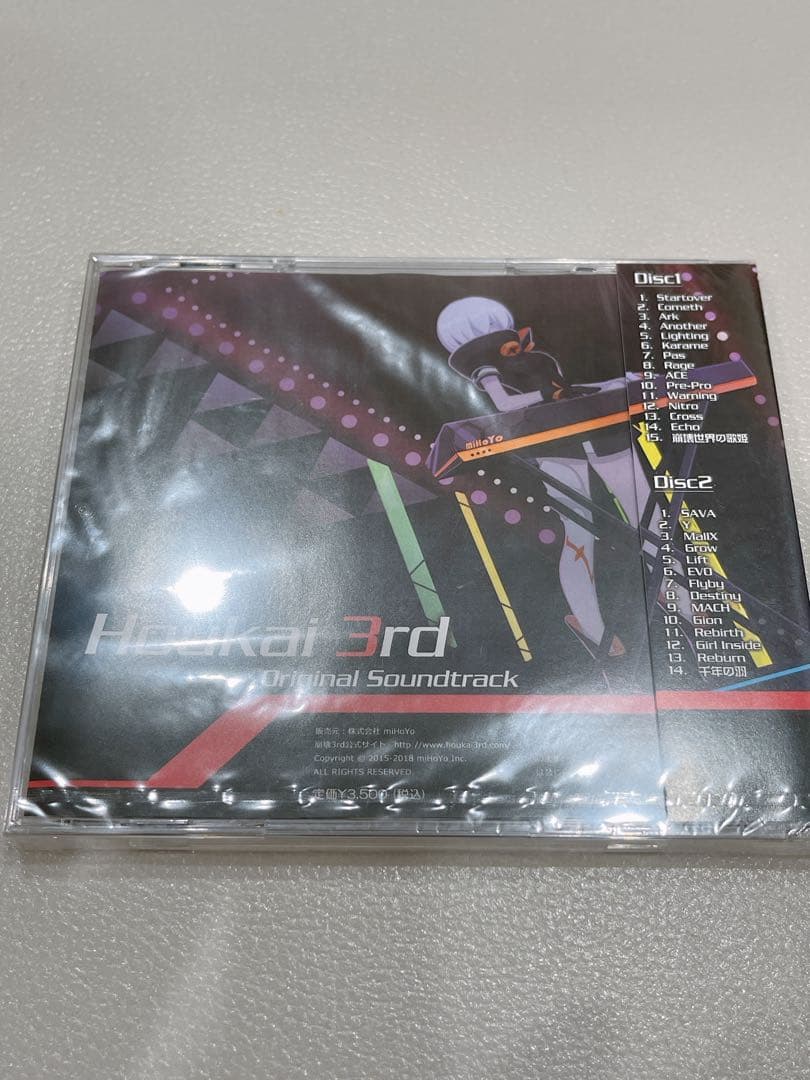 Disc1
1. Startover
2. Cometh
3. Ark
4. Another
5. Lighting
6. Karame
7. Pas
8. Rage
9. ACE
10. Pre-Pro
11. Warning
12. Nitro
13. Cross
14. Echo
15. 崩壊世界の歌姫
Disc2
1. SAVA
2. Y
3. MallX
4. Grow
5. Lift
6. EVO
7. Flyby
8. Destiny
9. MACH
10. Gion
11. Rebirth
12. Girl Inside
13. Reburn
14. 千年の羽
miHoYo
Houkai 3rd
Original Soundtrack
販売元：株式会社 miHoYo
崩壊3rd公式サイト http://www.houkai3rd.com/
Copyright © 2015-2018 miHoYo Inc.
ALL RIGHTS RESERVED
定価¥3,500 (税込)